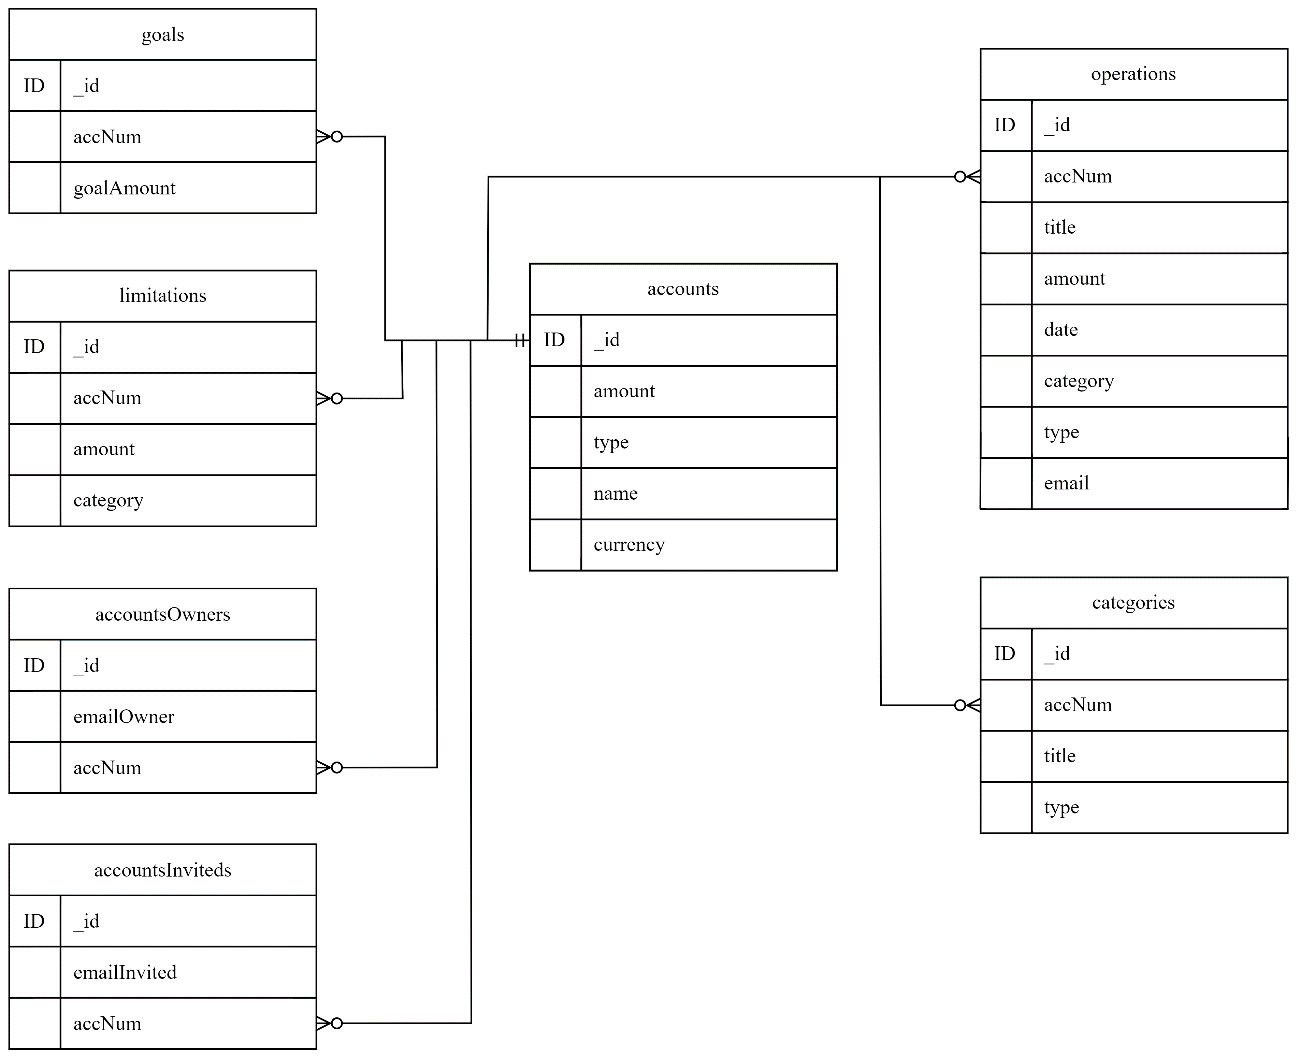 goals
ID _id
accNum
goalAmount
limitations
ID _id
accNum
amount
category
accountsOwners
ID _id
emailOwner
accNum
accountsInviteds
ID _id
emailInvited
accNum
accounts
ID _id
amount
type
name
currency
operations
ID _id
accNum
title
amount
date
category
type
email
categories
ID _id
accNum
title
type